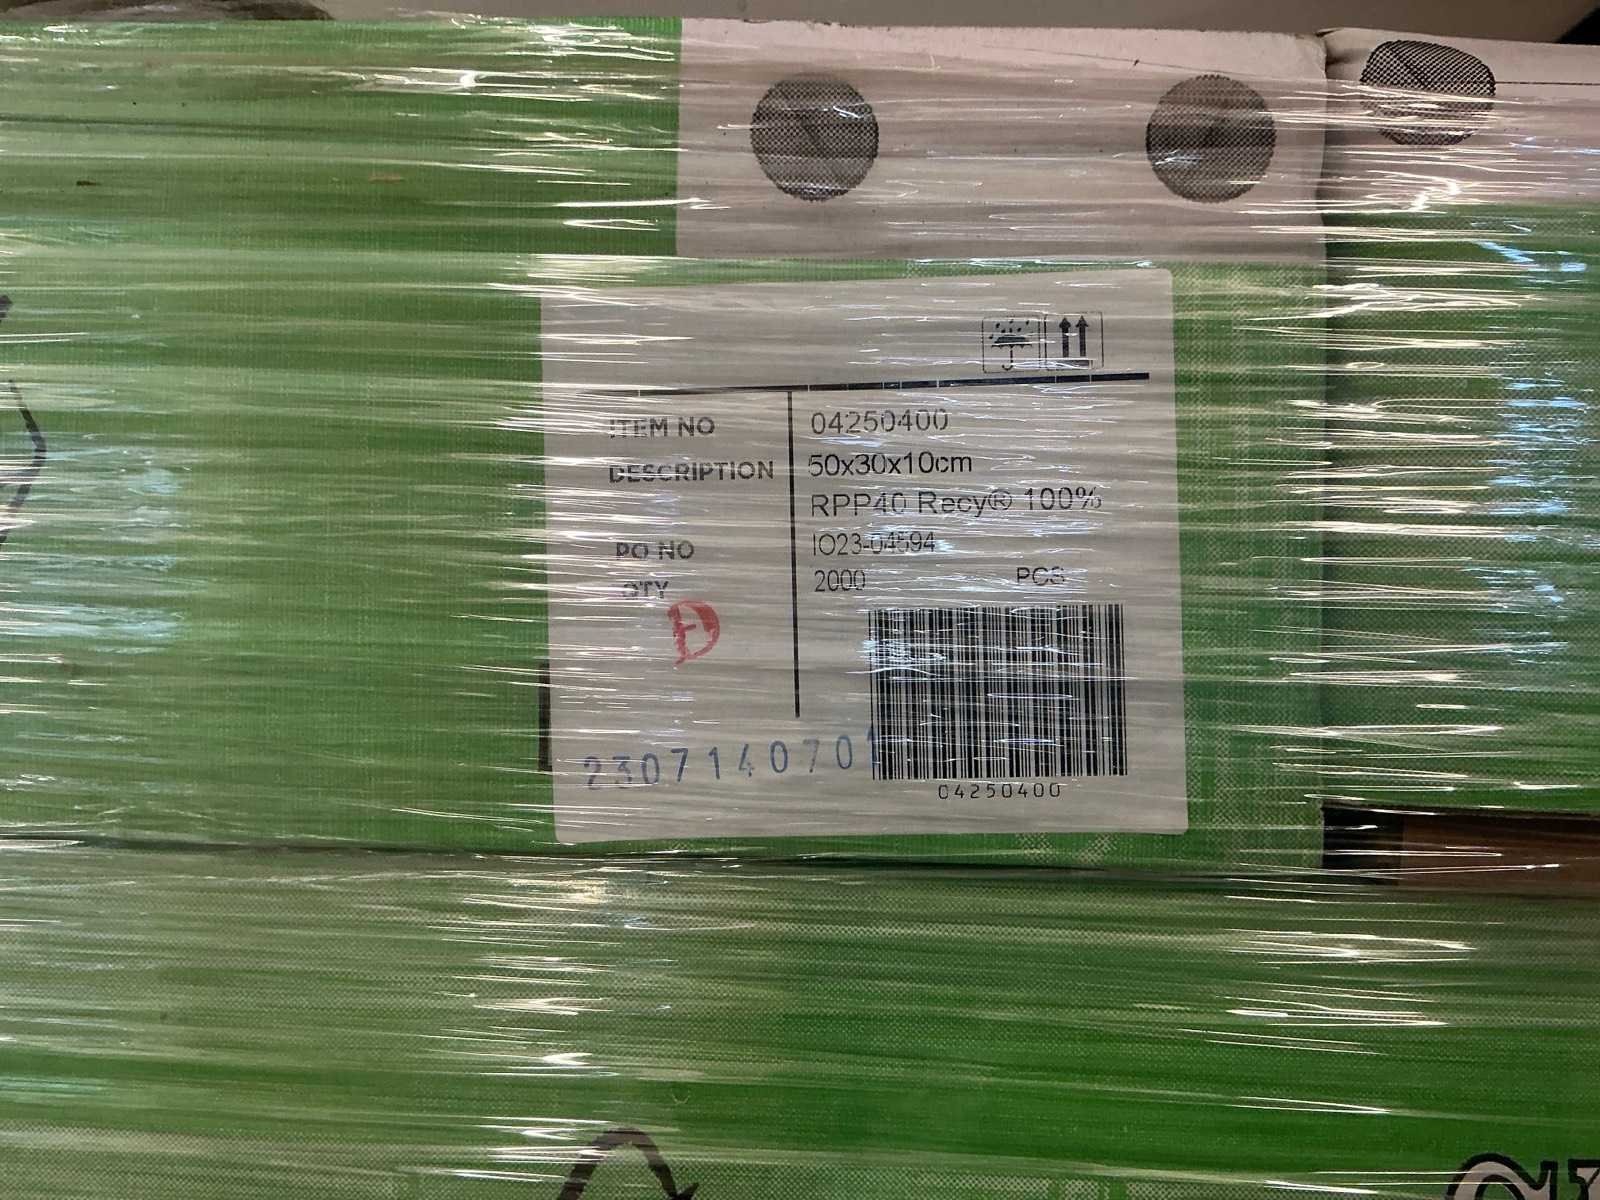 ITEM NO 04250400
DESCRIPTION 50x30x10cm
RPP40 Recy® 100%
PO NO IO23-04594
QTY 2000 PCS
D
2307140701
04250400